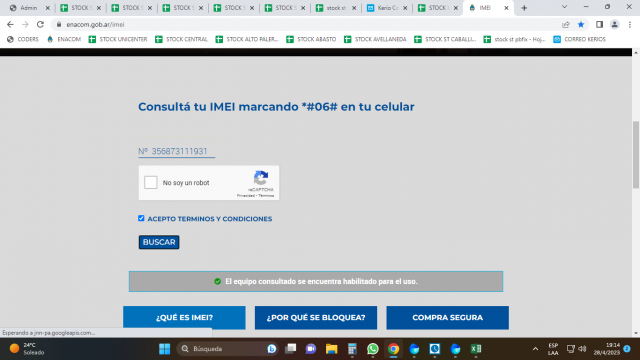 Admin
STOCK S
STOCK S
STOCK S
STOCK S
STOCK S
stock st
Kerio Co
STOCK S
IMEI
enacom.gob.ar/imei
CODERS
ENACOM
STOCK UNICENTER
STOCK CENTRAL
STOCK ALTO PALER...
STOCK ABASTO
STOCK AVELLANEDA
STOCK ST CABALLI...
stock st jobfix - Hoj...
CORREO KERIOS
Consultá tu IMEI marcando *#06# en tu celular
Nº 356873111931
No soy un robot
reCAPTCHA
Privacidad - Términos
ACEPTO TERMINOS Y CONDICIONES
BUSCAR
El equipo consultado se encuentra habilitado para el uso.
¿QUÉ ES IMEI?
¿POR QUÉ SE BLOQUEA?
COMPRA SEGURA
Esperando a jnn-pa.googleapis.com...
24°C
Soleado
Búsqueda
ESP
LAA
19:14
28/4/2023